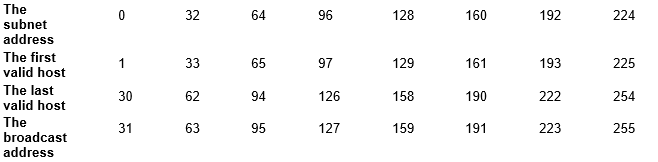 The subnet address 0 32 64 96 128 160 192 224
The first valid host 1 33 65 97 129 161 193 225
The last valid host 30 62 94 126 158 190 222 254
The broadcast address 31 63 95 127 159 191 223 255